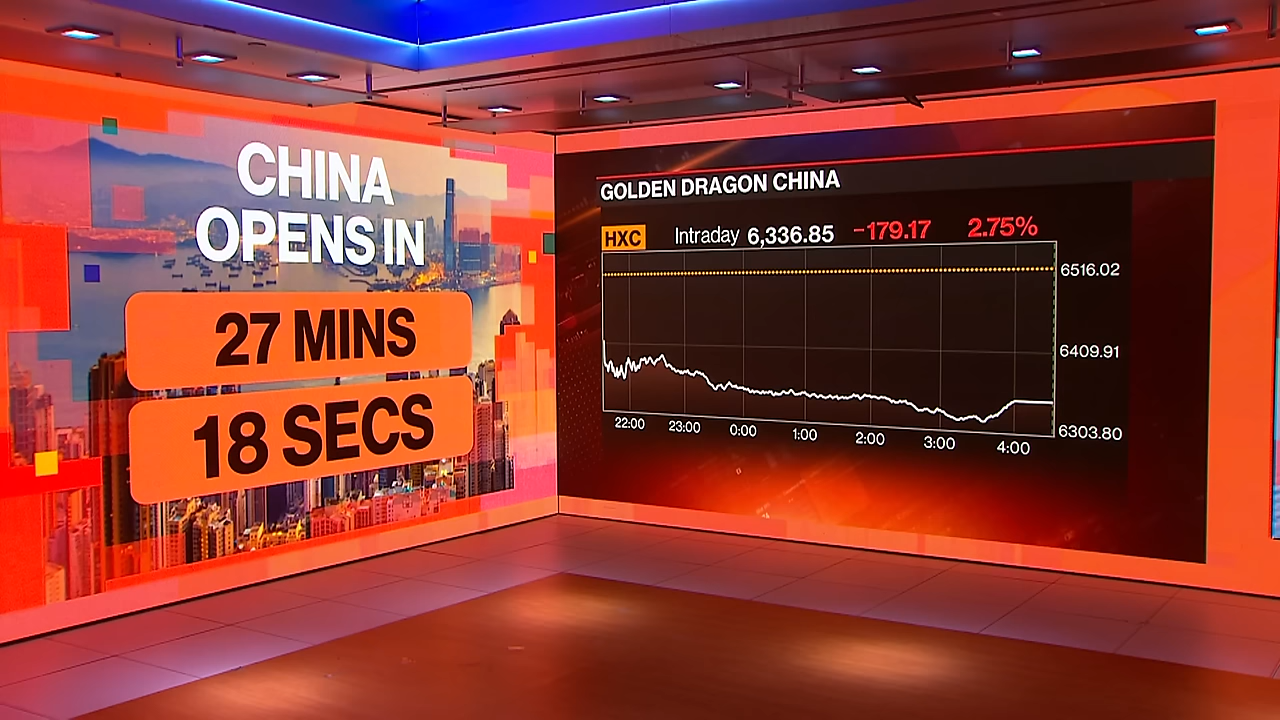 CHINA
OPENS IN
27 MINS
18 SECS
GOLDEN DRAGON CHINA
HXC Intraday 6,336.85 -179.17 2.75%
6516.02
6409.91
6303.80
22:00 23:00 0:00 1:00 2:00 3:00 4:00